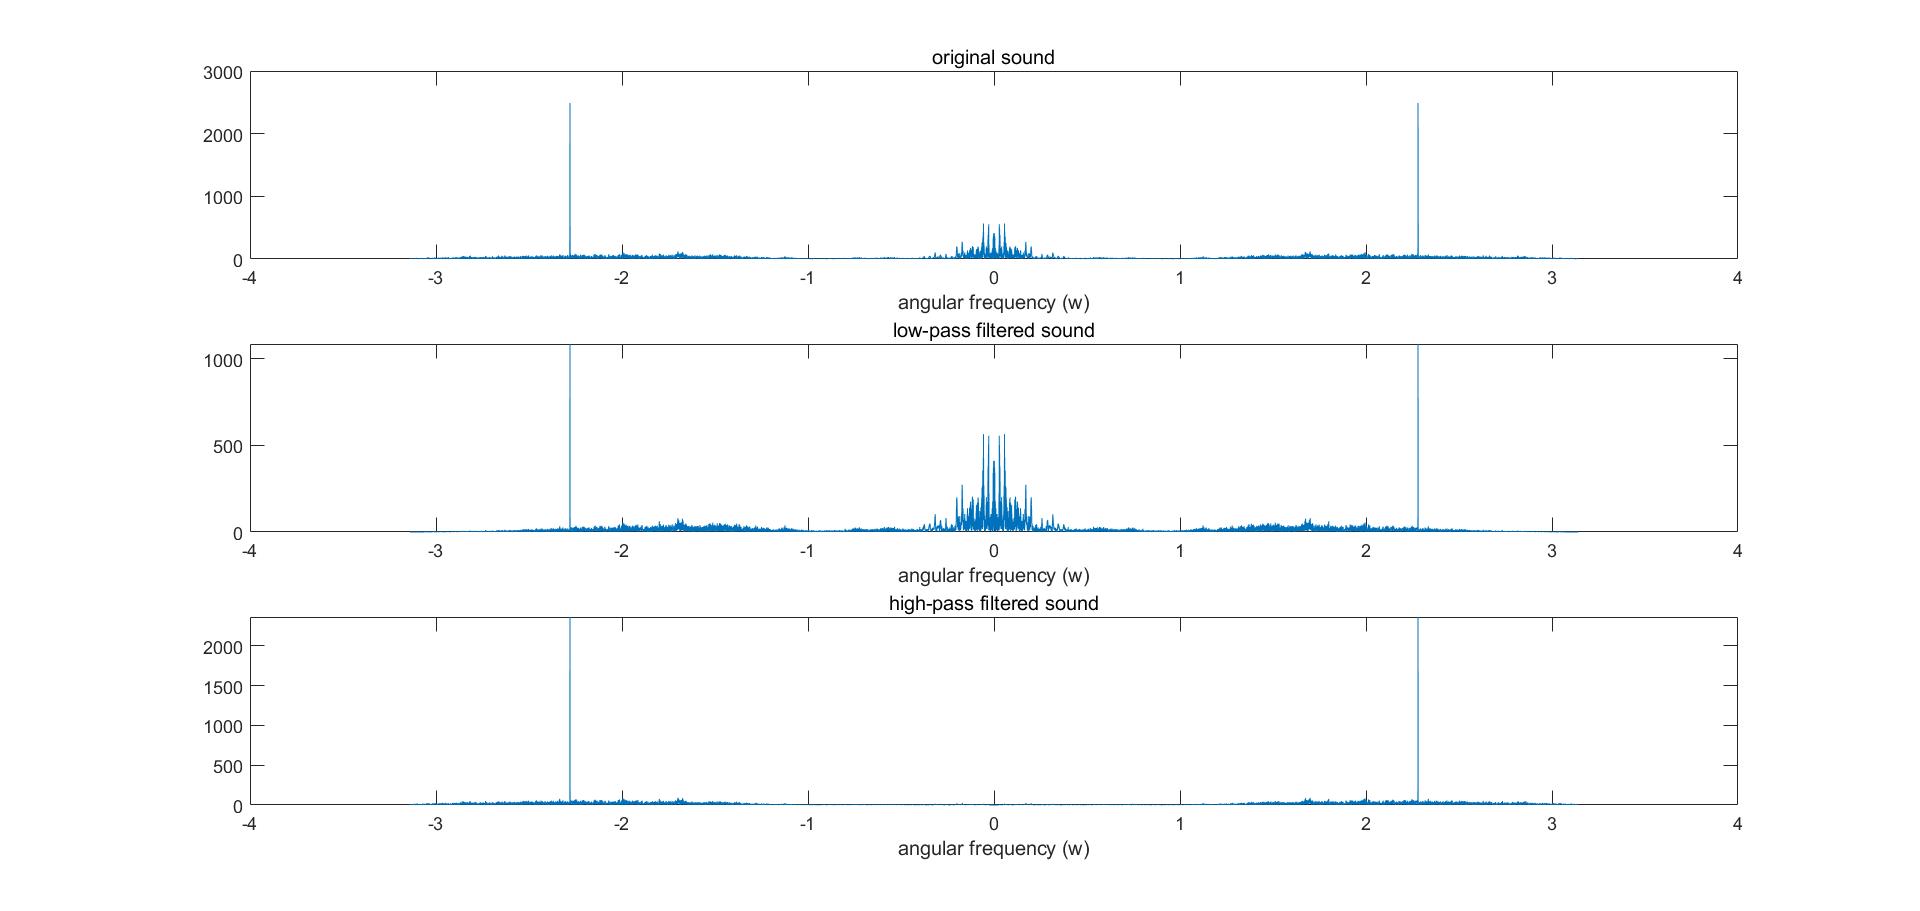 original sound
3000
2000
1000
0
-4 -3 -2 -1 0 1 2 3 4
angular frequency (w)
low-pass filtered sound
1000
500
0
-4 -3 -2 -1 0 1 2 3 4
angular frequency (w)
high-pass filtered sound
2000
1500
1000
500
0
-4 -3 -2 -1 0 1 2 3 4
angular frequency (w)